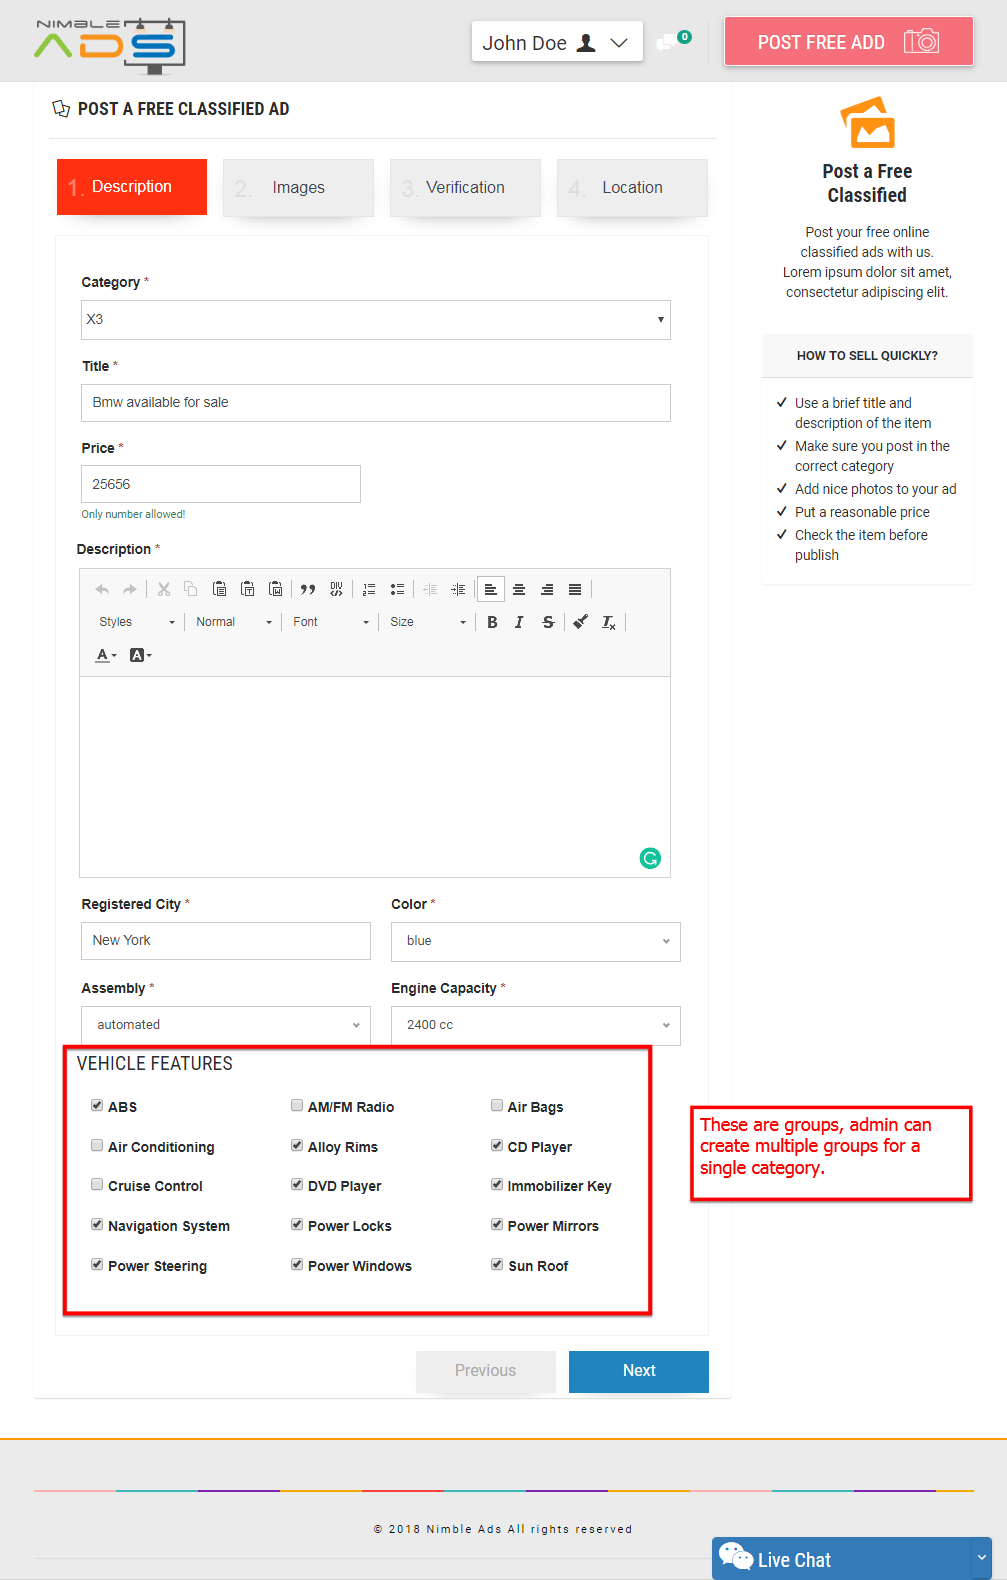 NIMBLE
ADS
John Doe
0
POST FREE ADD
POST A FREE CLASSIFIED AD
1. Description
2. Images
3. Verification
4. Location
Category *
X3
Title *
Bmw available for sale
Price *
25656
Only number allowed!
Description *
Styles
Normal
Font
Size
B I S Tx
A A
Registered City *
Color *
New York
blue
Assembly *
Engine Capacity *
automated
2400 cc
VEHICLE FEATURES
ABS
AM/FM Radio
Air Bags
Air Conditioning
Alloy Rims
CD Player
Cruise Control
DVD Player
Immobilizer Key
Navigation System
Power Locks
Power Mirrors
Power Steering
Power Windows
Sun Roof
Previous
Next
Post a Free
Classified
Post your free online
classified ads with us.
Lorem ipsum dolor sit amet,
consectetur adipiscing elit.
HOW TO SELL QUICKLY?
Use a brief title and
description of the item
Make sure you post in the
correct category
Add nice photos to your ad
Put a reasonable price
Check the item before
publish
These are groups, admin can
create multiple groups for a
single category.
© 2018 Nimble Ads All rights reserved
Live Chat